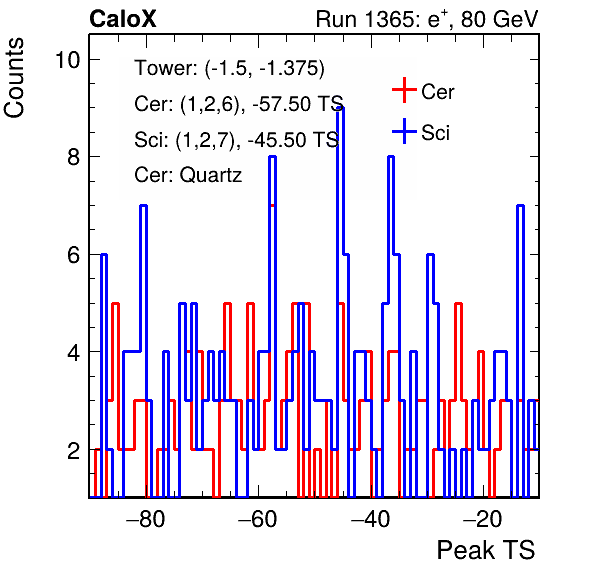 CaloX Run 1365: e⁺, 80 GeV
Counts
Tower: (-1.5, -1.375)
Cer: (1,2,6), -57.50 TS
Sci: (1,2,7), -45.50 TS
Cer: Quartz
Cer
Sci
10
8
6
4
2
−80 −60 −40 −20
Peak TS